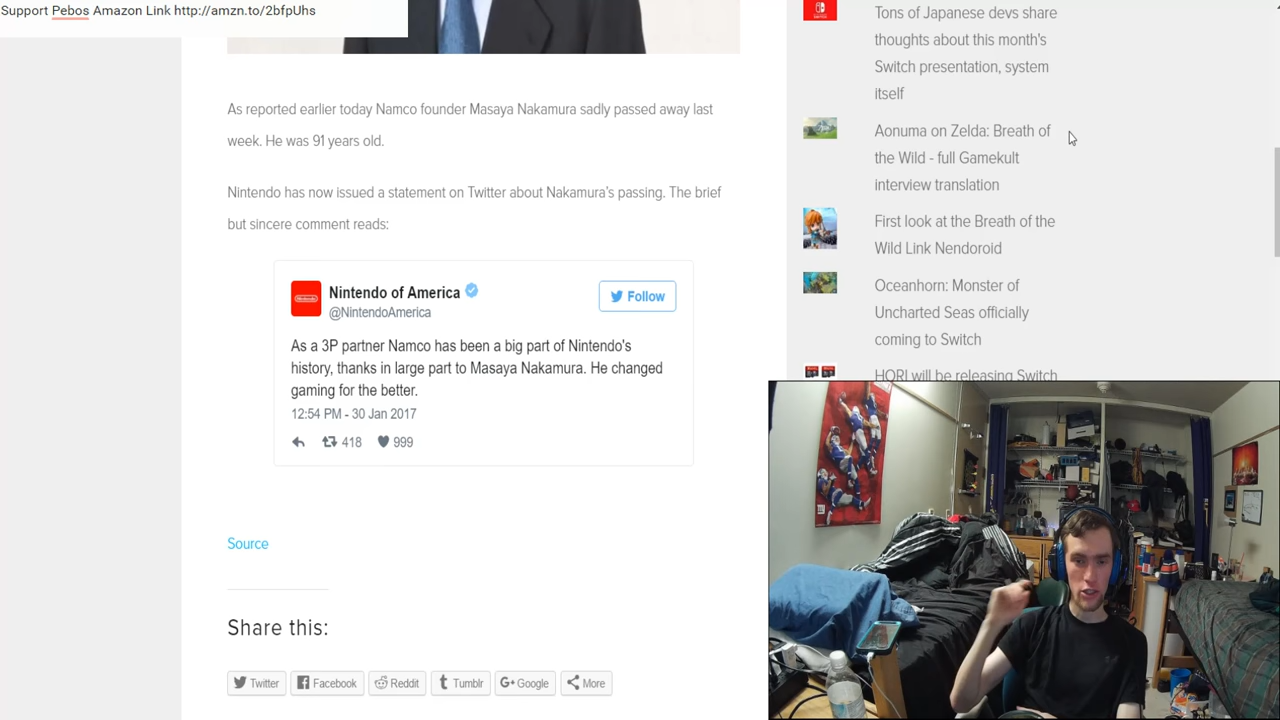 Support Pebos Amazon Link http://amzn.to/2bfpUhs
As reported earlier today Namco founder Masaya Nakamura sadly passed away last
week. He was 91 years old.
Nintendo has now issued a statement on Twitter about Nakamura's passing. The brief
but sincere comment reads:
Nintendo
Nintendo of America
@NintendoAmerica
Follow
As a 3P partner Namco has been a big part of Nintendo's
history, thanks in large part to Masaya Nakamura. He changed
gaming for the better.
12:54 PM - 30 Jan 2017
418 999
Source
Share this:
Twitter
Facebook
Reddit
Tumblr
G+ Google
More
Tons of Japanese devs share
thoughts about this month's
Switch presentation, system
itself
Aonuma on Zelda: Breath of
the Wild - full Gamekult
interview translation
First look at the Breath of the
Wild Link Nendoroid
Oceanhorn: Monster of
Uncharted Seas officially
coming to Switch
HORI will be releasing Switch